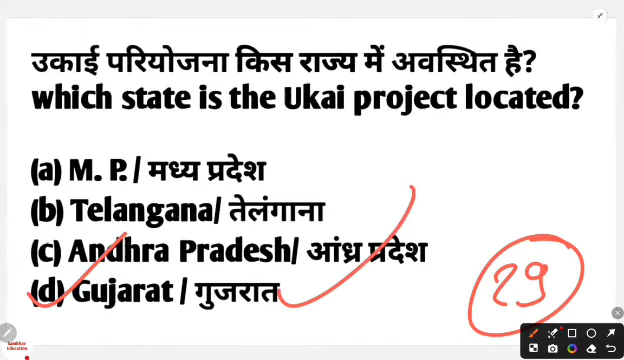 उकाई परियोजना किस राज्य में अवस्थित है?
which state is the Ukai project located?
(a) M. P. / मध्य प्रदेश
(b) Telangana/ तेलंगाना
(c) Andhra Pradesh/ आंध्र प्रदेश
(d) Gujarat / गुजरात
29